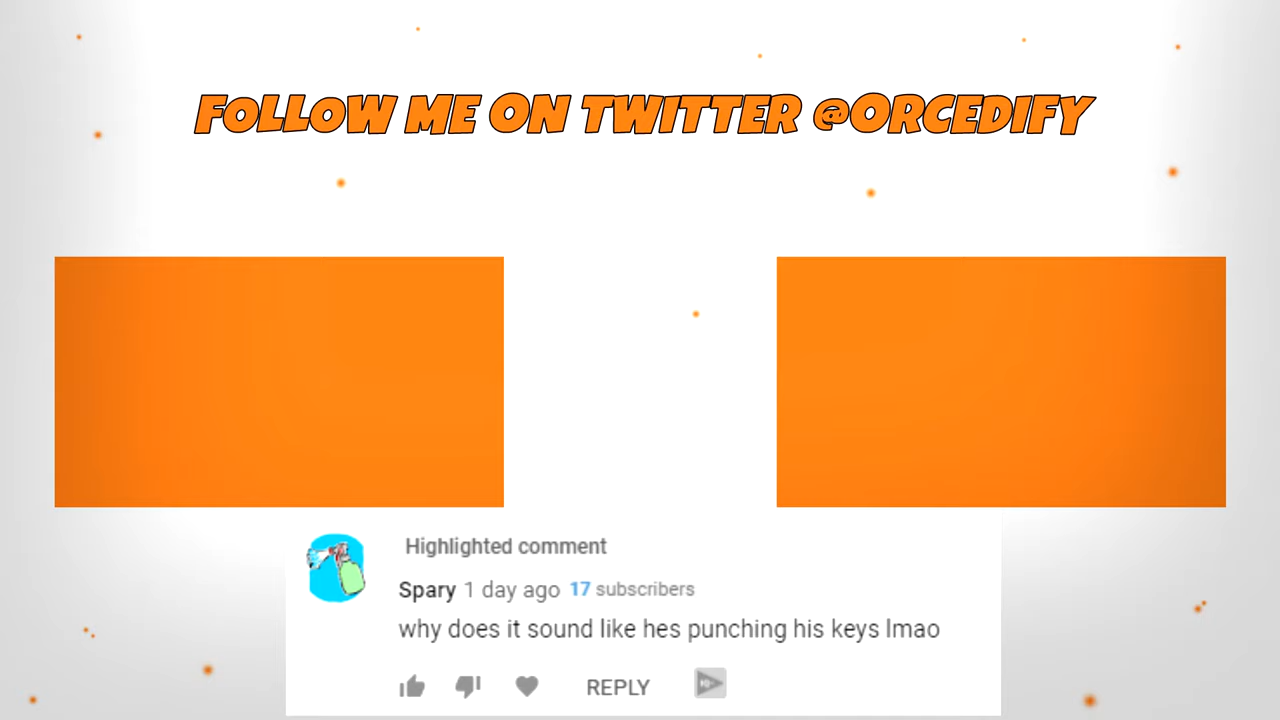 FOLLOW ME ON TWITTER @ORCEDIFY
Highlighted comment
Spary 1 day ago 17 subscribers
why does it sound like hes punching his keys lmao
REPLY